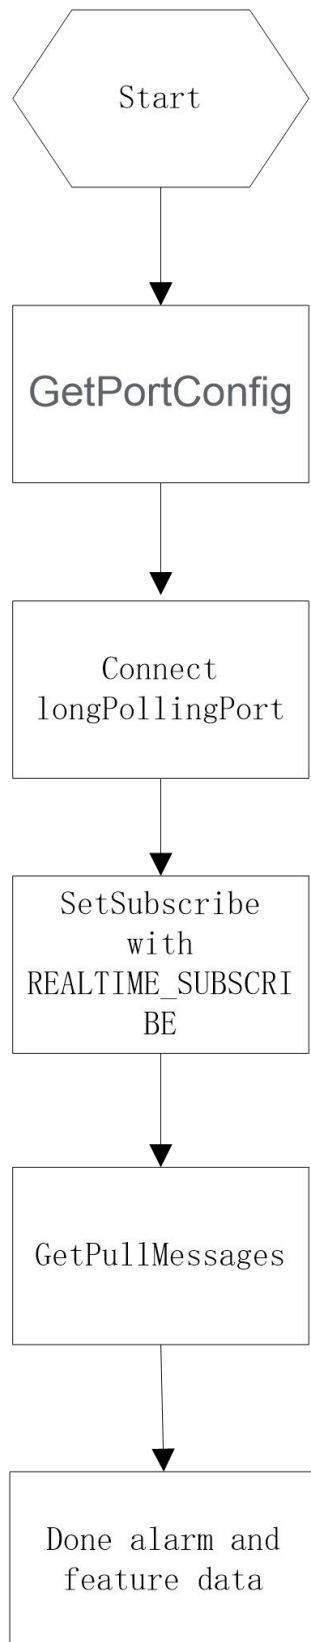 Start
GetPortConfig
Connect
longPollingPort
SetSubscribe
with
REALTIME_SUBSCRI
BE
GetPullMessages
Done alarm and
feature data